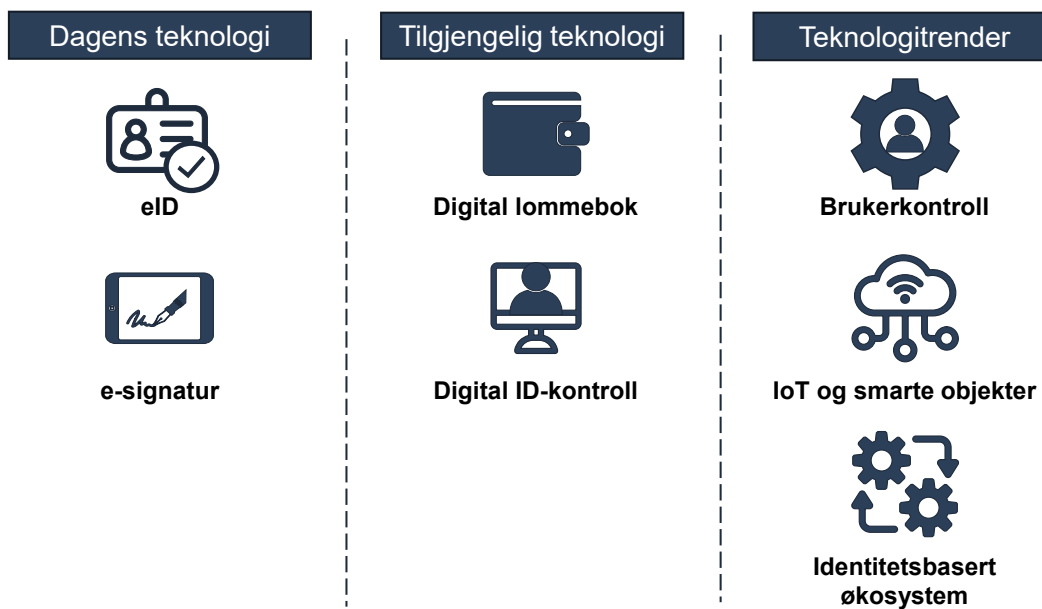 Dagens teknologi
eID
e-signatur
Tilgjengelig teknologi
Digital lommebok
Digital ID-kontroll
Teknologitrender
Brukerkontroll
IoT og smarte objekter
Identitetsbasert
økosystem